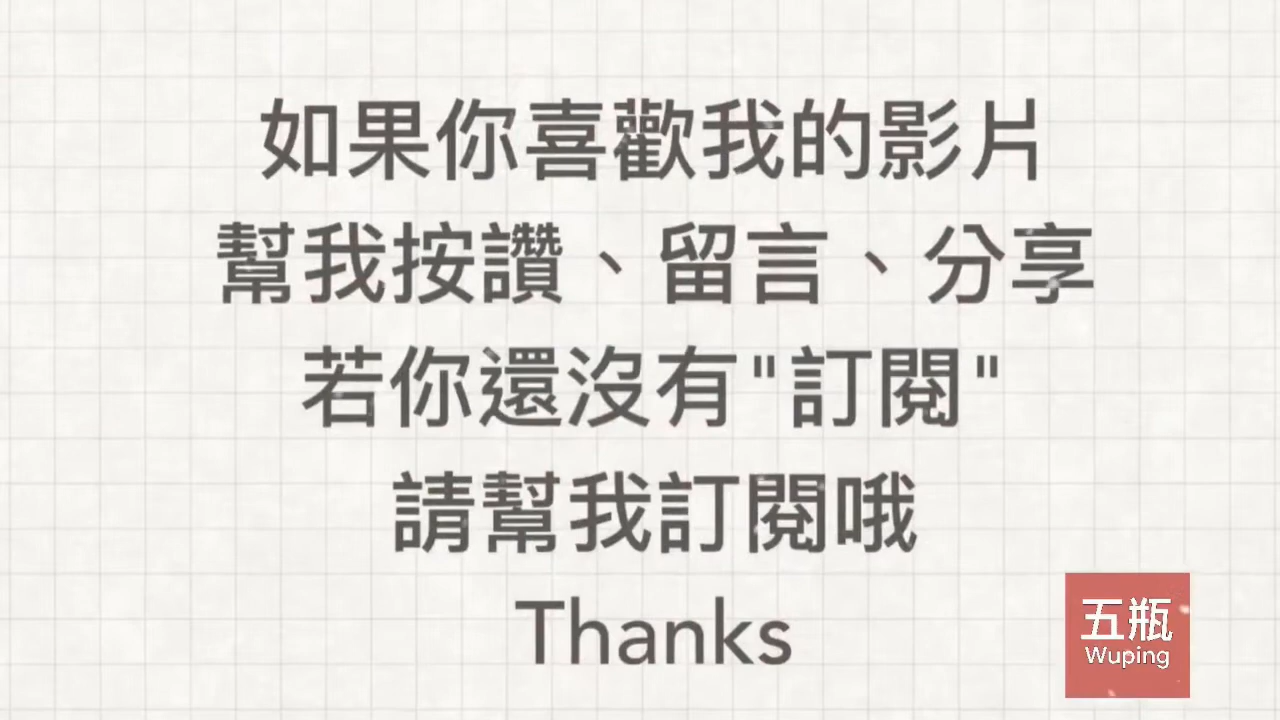 如果你喜歡我的影片
幫我按讚、留言、分享
若你還沒有"訂閱"
請幫我訂閱哦
Thanks
五瓶
Wuping